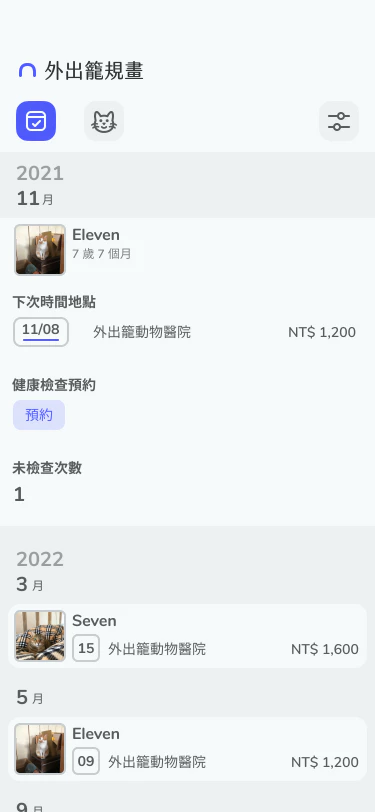 外出籠規畫
2021
11月
Eleven
7 歲 7 個月
下次時間地點
11/08 外出籠動物醫院 NT$ 1,200
健康檢查預約
預約
未檢查次數
1
2022
3 月
Seven
15 外出籠動物醫院 NT$ 1,600
5 月
Eleven
09 外出籠動物醫院 NT$ 1,200
9 月